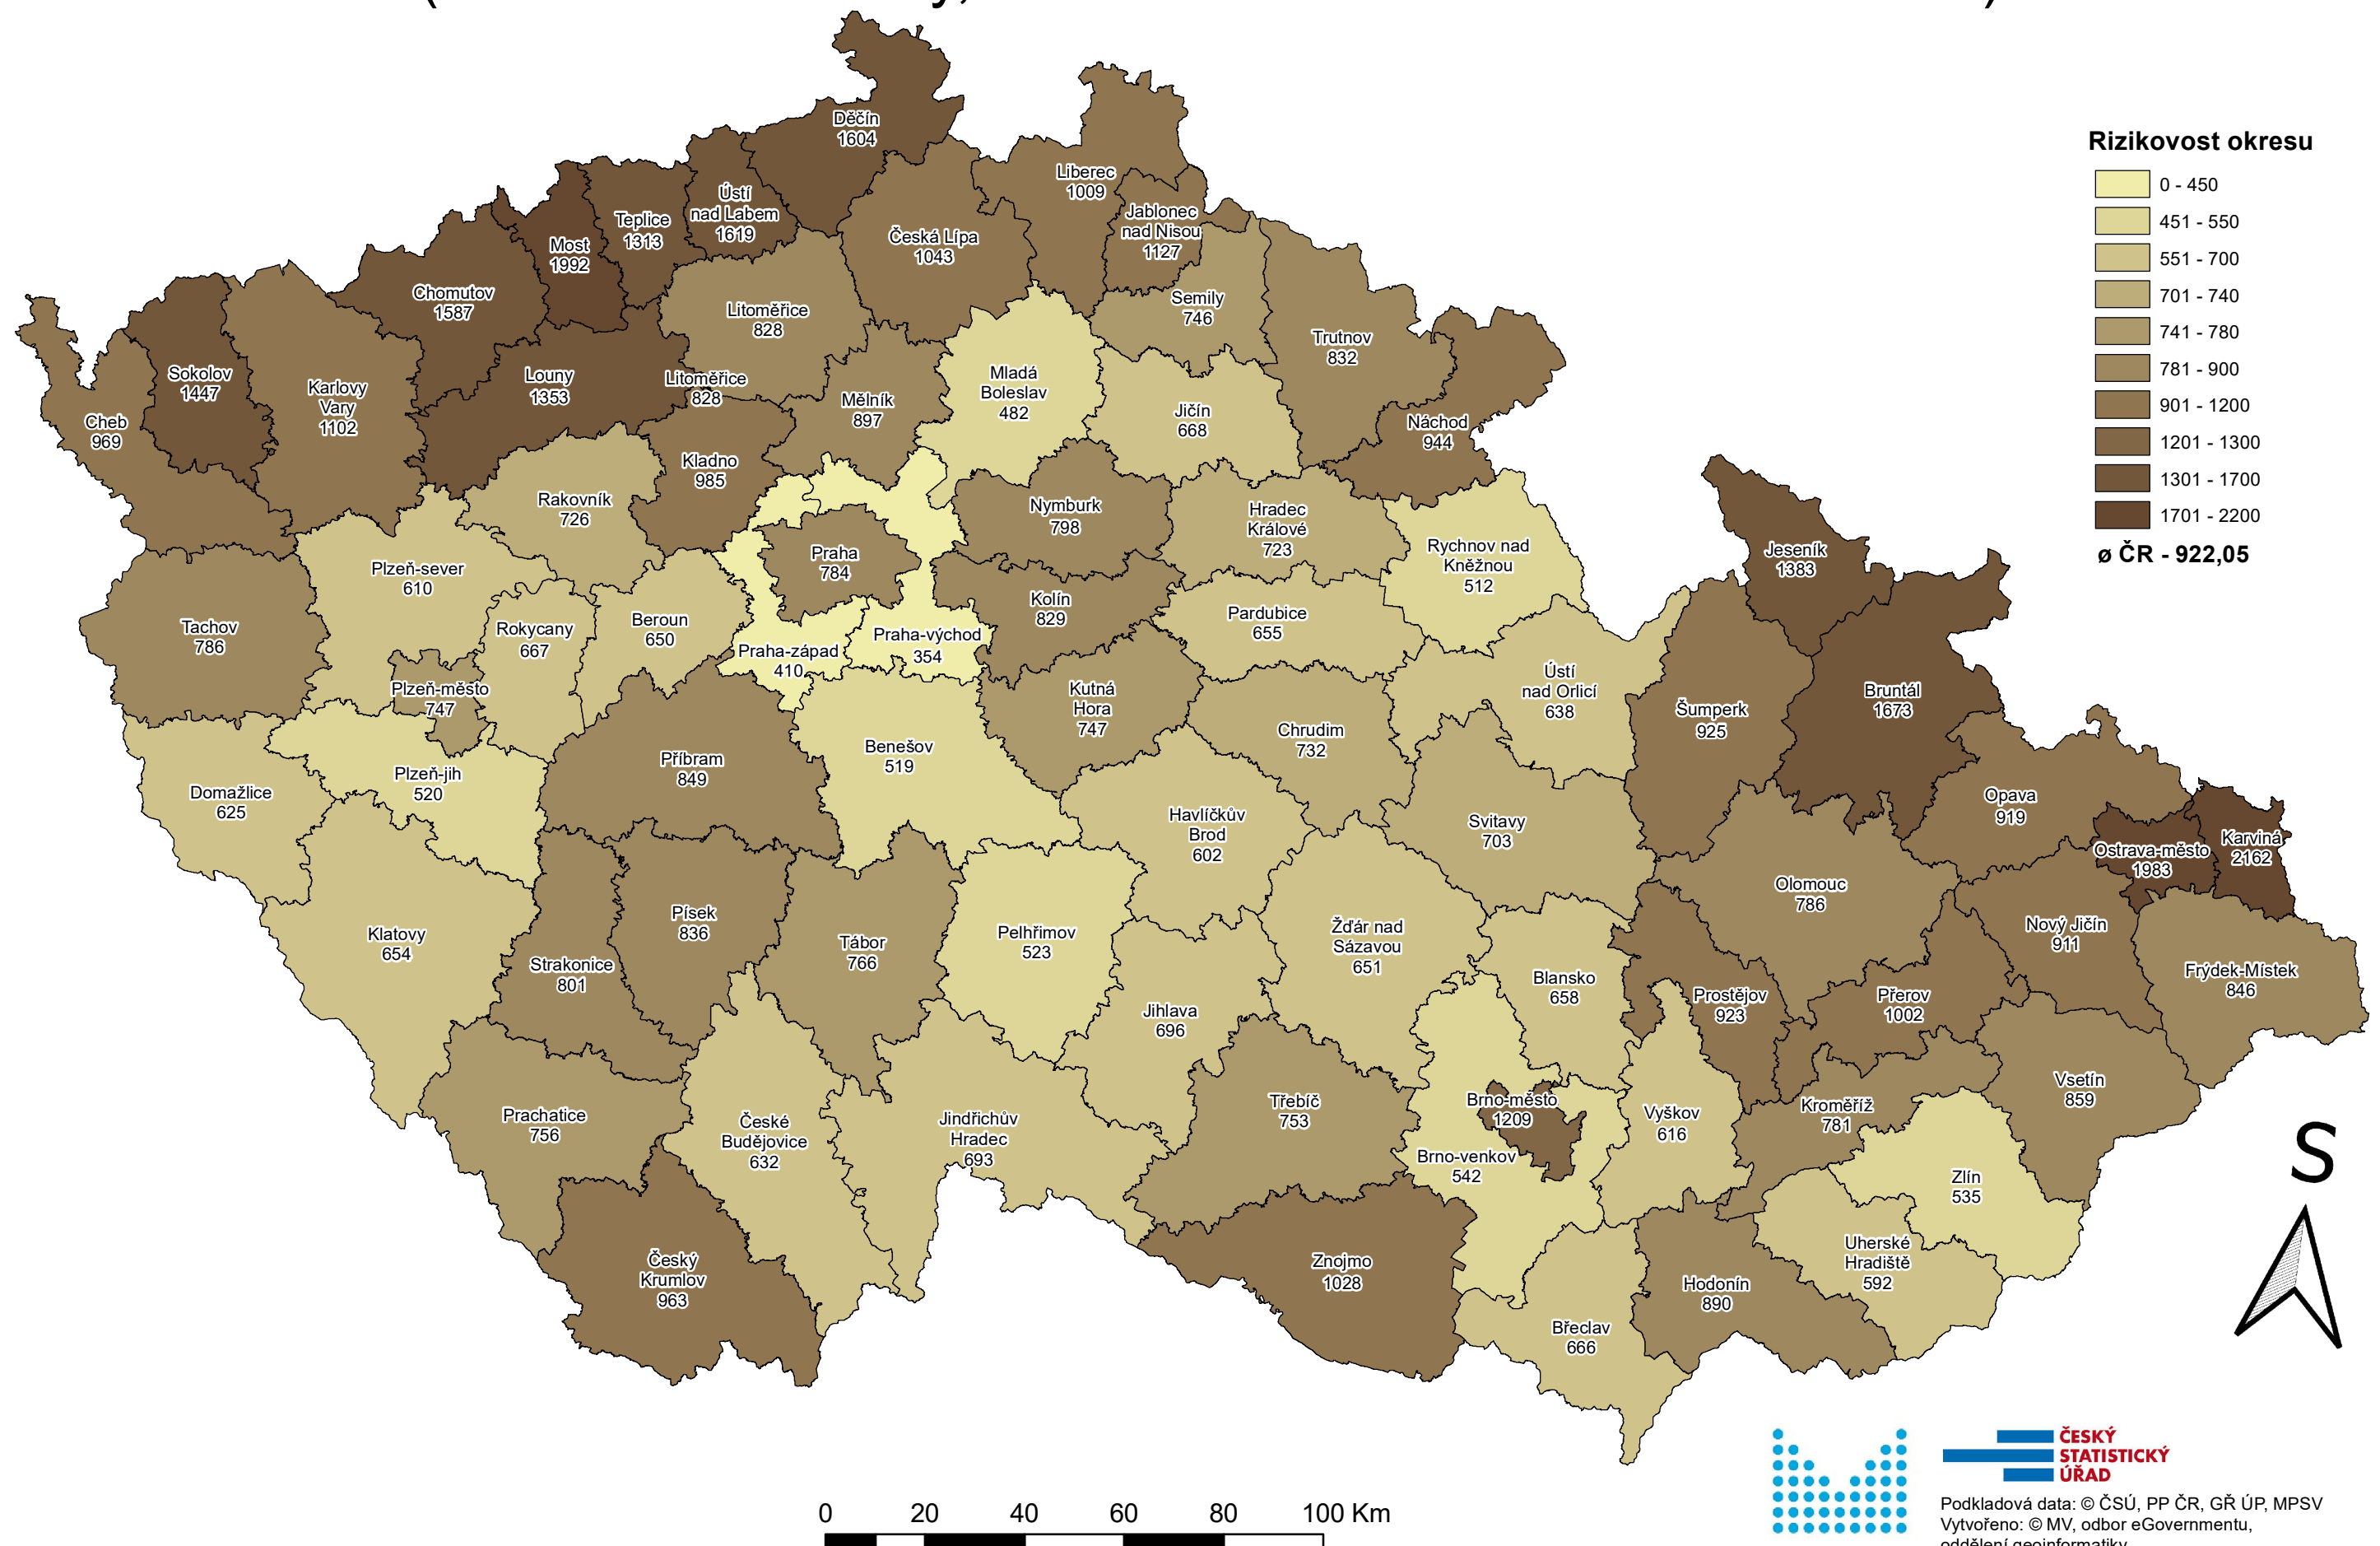 Děčín
1604
Liberec
1009
Ústí
nad Labem
1619
Teplice
1313
Most
1992
Jablonec
nad Nisou
1127
Česká Lípa
1043
Chomutov
1587
Litoměřice
828
Semily
746
Trutnov
832
Sokolov
1447
Karlovy
Vary
1102
Louny
1353
Litoměřice
828
Mělník
897
Mladá
Boleslav
482
Jičín
668
Náchod
944
Cheb
969
Kladno
985
Rakovník
726
Nymburk
798
Hradec
Králové
723
Rychnov nad
Kněžnou
512
Jeseník
1383
Praha
784
Plzeň-sever
610
Kolín
829
Pardubice
655
Tachov
786
Rokycany
667
Beroun
650
Praha-západ
410
Praha-východ
354
Plzeň-město
747
Kutná
Hora
747
Ústí
nad Orlicí
638
Šumperk
925
Bruntál
1673
Chrudim
732
Příbram
849
Benešov
519
Plzeň-jih
520
Domažlice
625
Havlíčkův
Brod
602
Svitavy
703
Opava
919
Ostrava-město
1983
Karviná
2162
Olomouc
786
Klatovy
654
Písek
836
Tábor
766
Pelhřimov
523
Žďár nad
Sázavou
651
Nový Jičín
911
Strakonice
801
Blansko
658
Frýdek-Místek
846
Prostějov
923
Přerov
1002
Jihlava
696
Vsetín
859
Prachatice
756
České
Budějovice
632
Jindřichův
Hradec
693
Třebíč
753
Brno-město
1209
Vyškov
616
Kroměříž
781
Brno-venkov
542
Zlín
535
Český
Krumlov
963
Znojmo
1028
Uherské
Hradiště
592
Hodonín
890
Břeclav
666
Rizikovost okresu
0 - 450
451 - 550
551 - 700
701 - 740
741 - 780
781 - 900
901 - 1200
1201 - 1300
1301 - 1700
1701 - 2200
ø ČR - 922,05
S
0 20 40 60 80 100 Km
ČESKÝ
STATISTICKÝ
ÚŘAD
Podkladová data: © ČSÚ, PP ČR, GŘ ÚP, MPSV
Vytvořeno: © MV, odbor eGovernmentu,
oddělení geoinformatiky